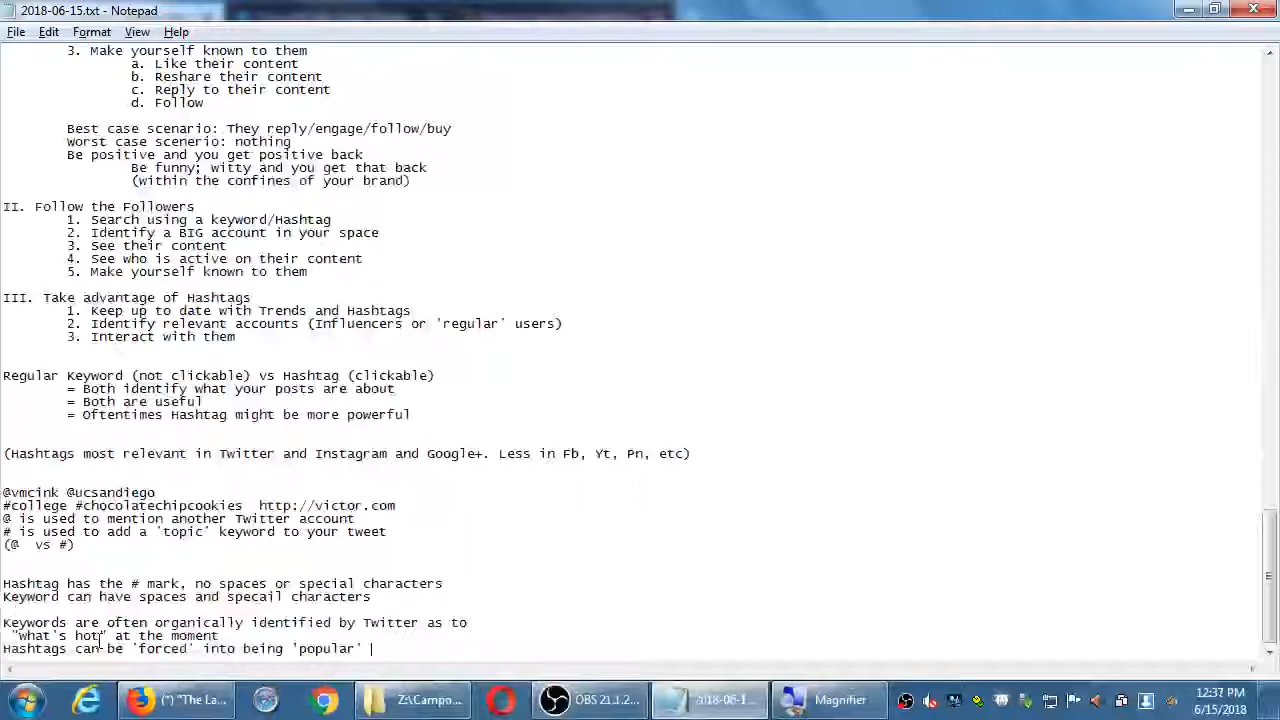 2018-06-15.txt - Notepad
File Edit Format View Help
3. Make yourself known to them
a. Like their content
b. Reshare their content
c. Reply to their content
d. Follow
Best case scenario: They reply/engage/follow/buy
Worst case scenerio: nothing
Be positive and you get positive back
Be funny; witty and you get that back
(within the confines of your brand)
II. Follow the Followers
1. Search using a keyword/Hashtag
2. Identify a BIG account in your space
3. See their content
4. See who is active on their content
5. Make yourself known to them
III. Take advantage of Hashtags
1. Keep up to date with Trends and Hashtags
2. Identify relevant accounts (Influencers or 'regular' users)
3. Interact with them
Regular Keyword (not clickable) vs Hashtag (clickable)
= Both identify what your posts are about
= Both are useful
= Oftentimes Hashtag might be more powerful
(Hashtags most relevant in Twitter and Instagram and Google+. Less in Fb, Yt, Pn, etc)
@vmcink @ucsandiego
#college #chocolatechipcookies http://victor.com
@ is used to mention another Twitter account
# is used to add a 'topic' keyword to your tweet
(@ vs #)
Hashtag has the # mark, no spaces or special characters
Keyword can have spaces and specail characters
Keywords are often organically identified by Twitter as to
"what's hot" at the moment
Hashtags can be 'forced' into being 'popular'
(*) "The La... Z:\Campo... OBS 21.1.2... 2018-06-1... Magnifier 12:37 PM
6/15/2018